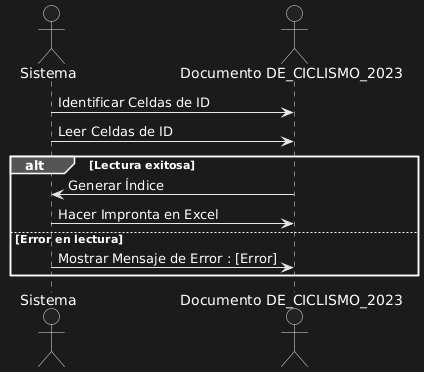 Sistema
Documento DE_CICLISMO_2023
Identificar Celdas de ID
Leer Celdas de ID
alt [Lectura exitosa]
Generar Índice
Hacer Impronta en Excel
[Error en lectura]
Mostrar Mensaje de Error : [Error]
Sistema
Documento DE_CICLISMO_2023